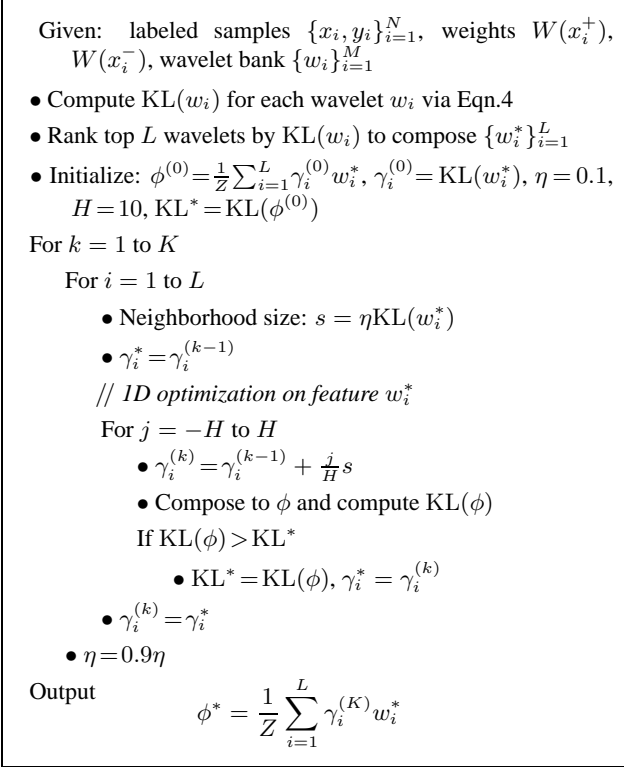 Given: labeled samples {x_i, y_i}_{i=1}^N, weights W(x_i^+),
W(x_i^-), wavelet bank {w_i}_{i=1}^M
• Compute KL(w_i) for each wavelet w_i via Eqn.4
• Rank top L wavelets by KL(w_i) to compose {w_i^*}_{i=1}^L
• Initialize: ϕ^{(0)} = \frac{1}{Z} ∑_{i=1}^L γ_i^{(0)} w_i^*, γ_i^{(0)} = KL(w_i^*), η = 0.1,
H = 10, KL^* = KL(ϕ^{(0)})
For k = 1 to K
For i = 1 to L
• Neighborhood size: s = ηKL(w_i^*)
• γ_i^* = γ_i^{(k−1)}
// 1D optimization on feature w_i^*
For j = −H to H
• γ_i^{(k)} = γ_i^{(k−1)} + \frac{j}{H} s
• Compose to ϕ and compute KL(ϕ)
If KL(ϕ) > KL^*
• KL^* = KL(ϕ), γ_i^* = γ_i^{(k)}
• γ_i^{(k)} = γ_i^*
• η = 0.9η
Output
ϕ^* = \frac{1}{Z} ∑_{i=1}^L γ_i^{(K)} w_i^*